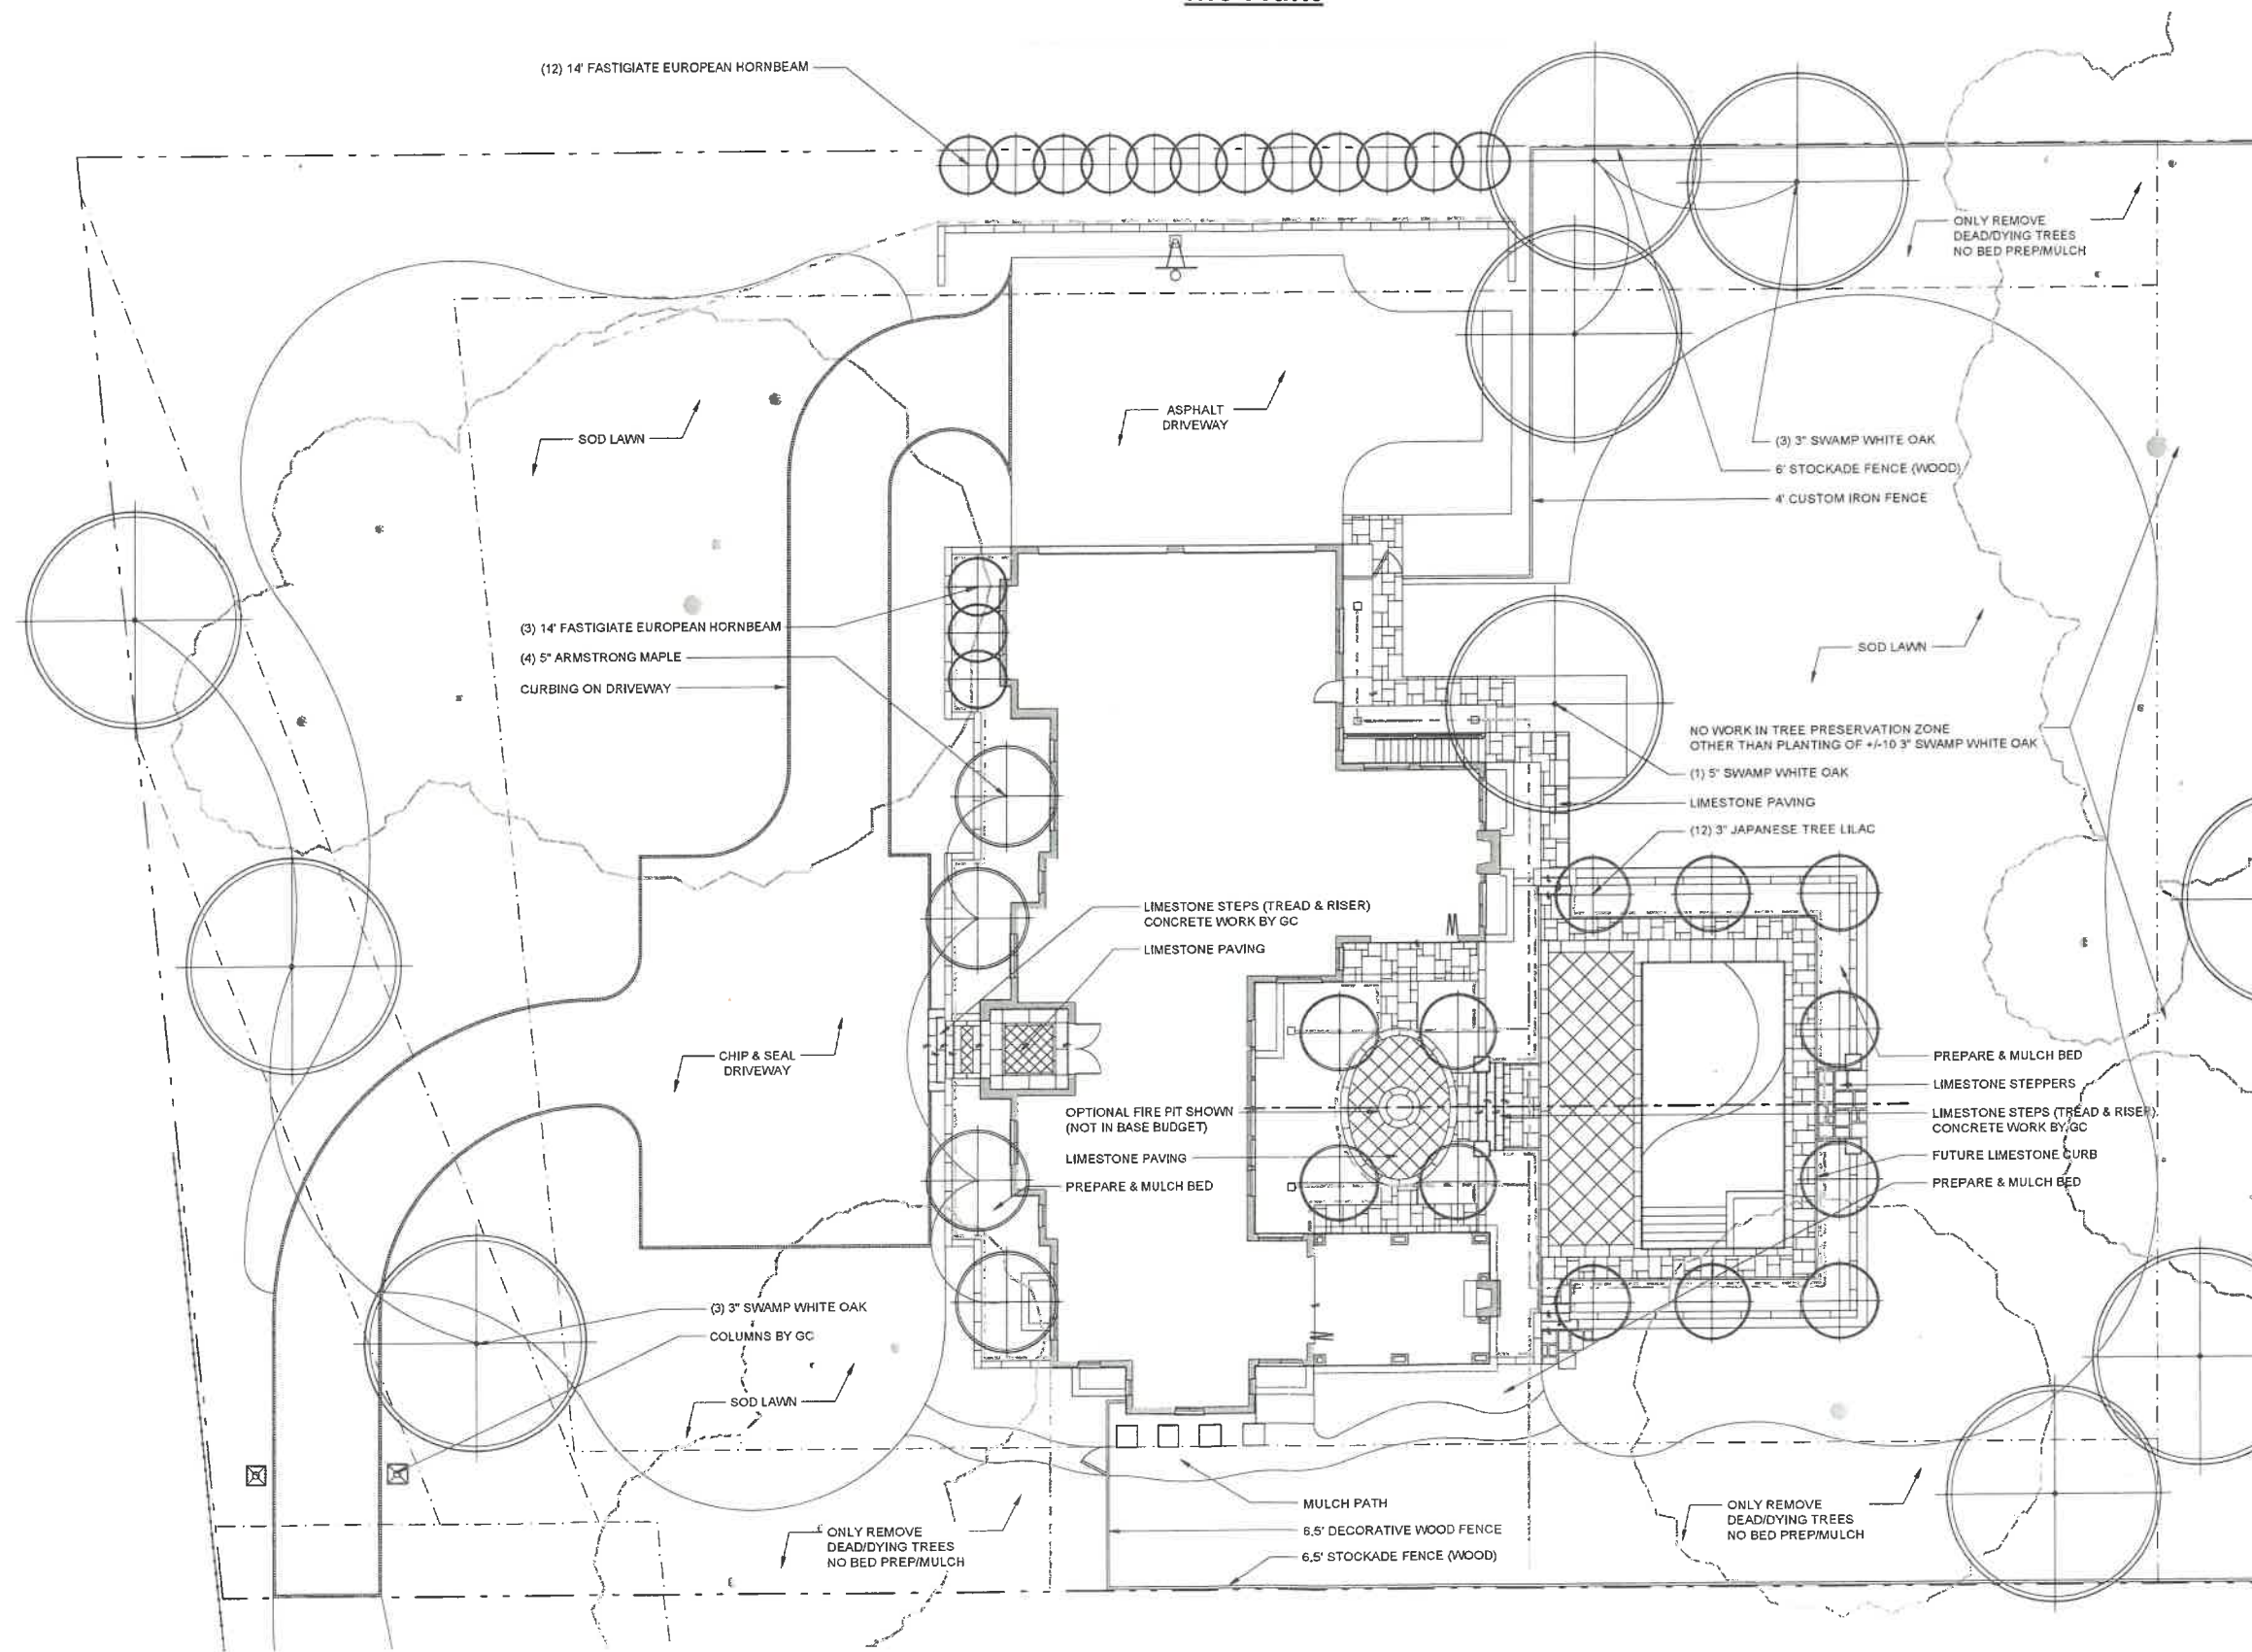 (12) 14' FASTIGIATE EUROPEAN HORNBEAM
ONLY REMOVE
DEAD/DYING TREES
NO BED PREP/MULCH
ASPHALT
DRIVEWAY
SOD LAWN
(3) 3" SWAMP WHITE OAK
6' STOCKADE FENCE (WOOD)
4' CUSTOM IRON FENCE
(3) 14' FASTIGIATE EUROPEAN HORNBEAM
(4) 5" ARMSTRONG MAPLE
CURBING ON DRIVEWAY
SOD LAWN
NO WORK IN TREE PRESERVATION ZONE
OTHER THAN PLANTING OF +/-10 3" SWAMP WHITE OAK
(1) 5" SWAMP WHITE OAK
LIMESTONE PAVING
(12) 3" JAPANESE TREE LILAC
LIMESTONE STEPS (TREAD & RISER)
CONCRETE WORK BY GC
LIMESTONE PAVING
CHIP & SEAL
DRIVEWAY
OPTIONAL FIRE PIT SHOWN
(NOT IN BASE BUDGET)
LIMESTONE PAVING
PREPARE & MULCH BED
PREPARE & MULCH BED
LIMESTONE STEPPERS
LIMESTONE STEPS (TREAD & RISER)
CONCRETE WORK BY GC
FUTURE LIMESTONE CURB
PREPARE & MULCH BED
(3) 3" SWAMP WHITE OAK
COLUMNS BY GC
SOD LAWN
MULCH PATH
6.5' DECORATIVE WOOD FENCE
6.5' STOCKADE FENCE (WOOD)
ONLY REMOVE
DEAD/DYING TREES
NO BED PREP/MULCH
ONLY REMOVE
DEAD/DYING TREES
NO BED PREP/MULCH